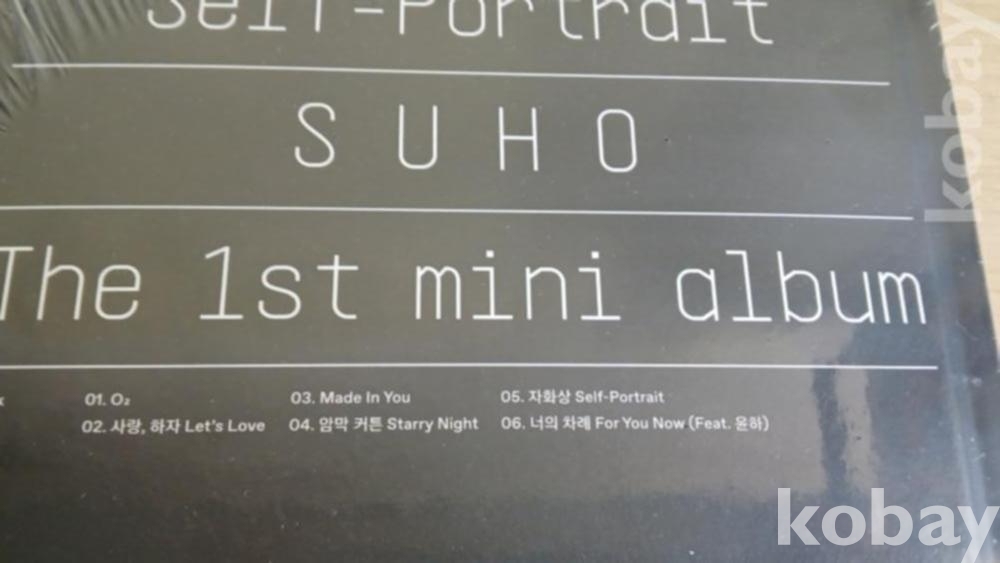 Self-Portrait
SUHO
The 1st mini album
01. O₂
02. 사랑, 하자 Let's Love
03. Made In You
04. 암막 커튼 Starry Night
05. 자화상 Self-Portrait
06. 너의 차례 For You Now (Feat. 윤하)
kobay
kobay